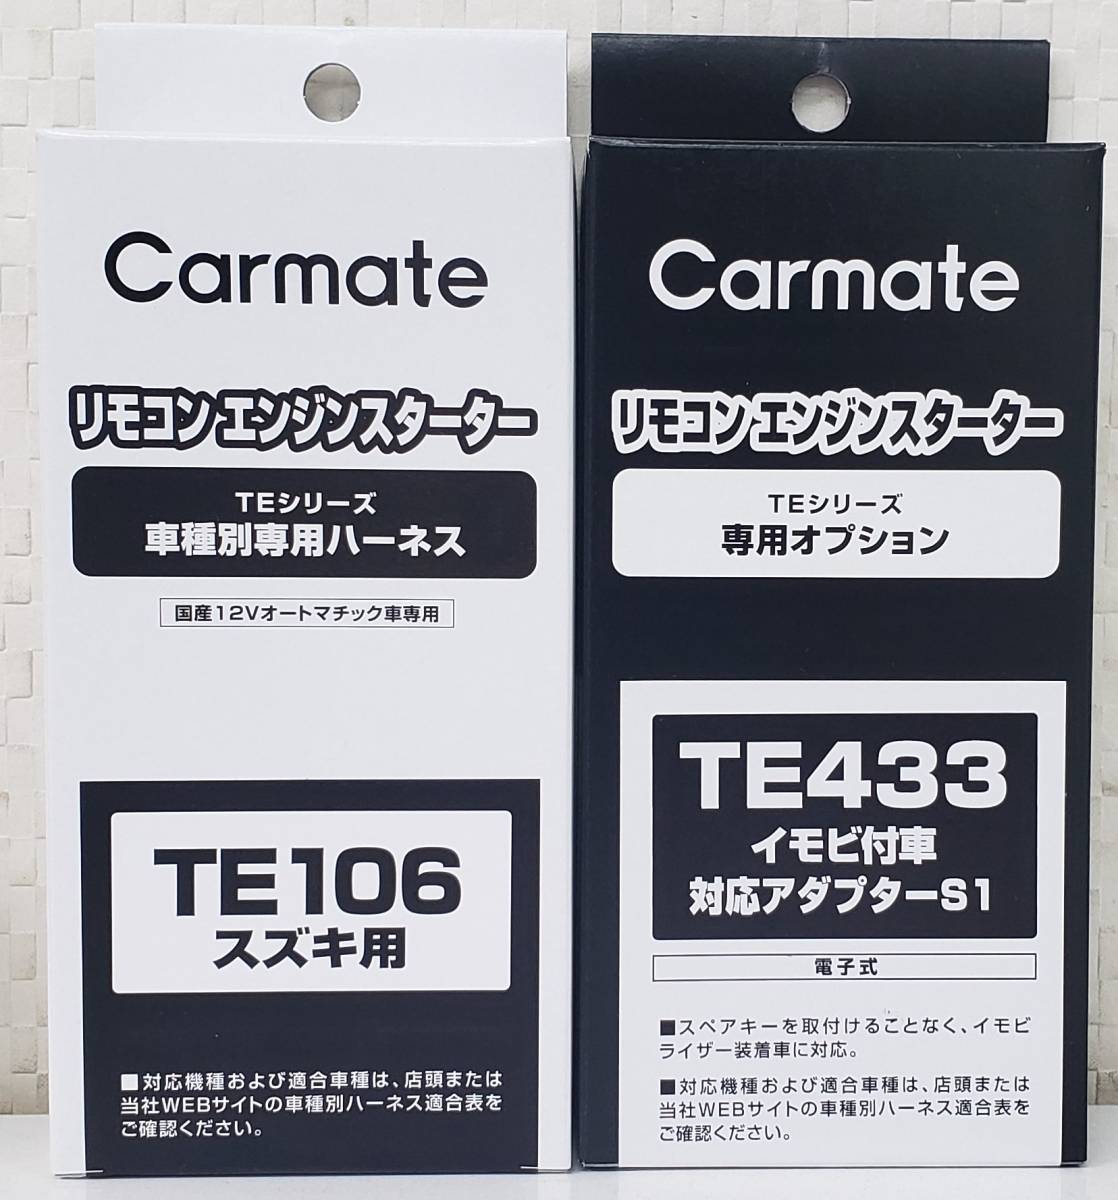 Carmate
リモコンエンジンスターター
TEシリーズ
車種別専用ハーネス
国産12Vオートマチック車専用
TE106
スズキ用
■対応機種および適合車種は、店頭または
当社WEBサイトの車種別ハーネス適合表を
ご確認ください。
Carmate
リモコンエンジンスターター
TEシリーズ
専用オプション
TE433
イモビ付車
対応アダプターS1
電子式
■スペアキーを取付けることなく、イモビ
ライザー装着車に対応。
■対応機種および適合車種は、店頭または
当社WEBサイトの車種別ハーネス適合表を
ご確認ください。